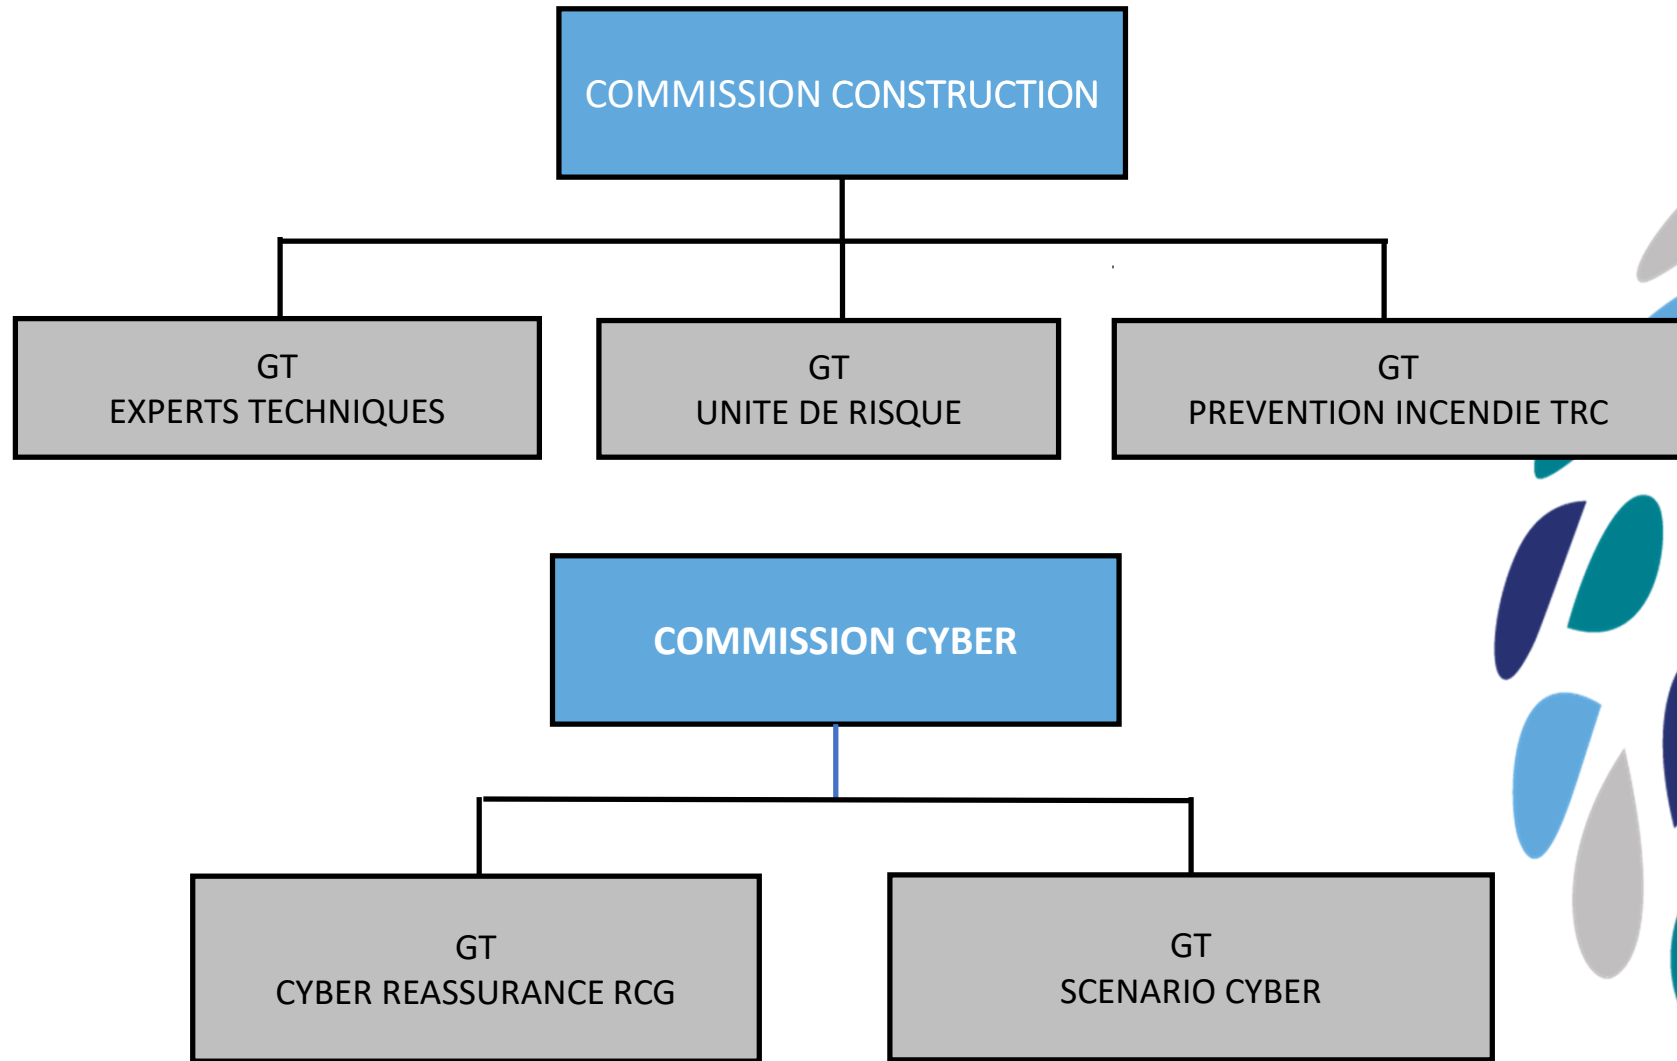 COMMISSION CONSTRUCTION
GT
EXPERTS TECHNIQUES
GT
UNITE DE RISQUE
GT
PREVENTION INCENDIE TRC
COMMISSION CYBER
GT
CYBER REASSURANCE RCG
GT
SCENARIO CYBER